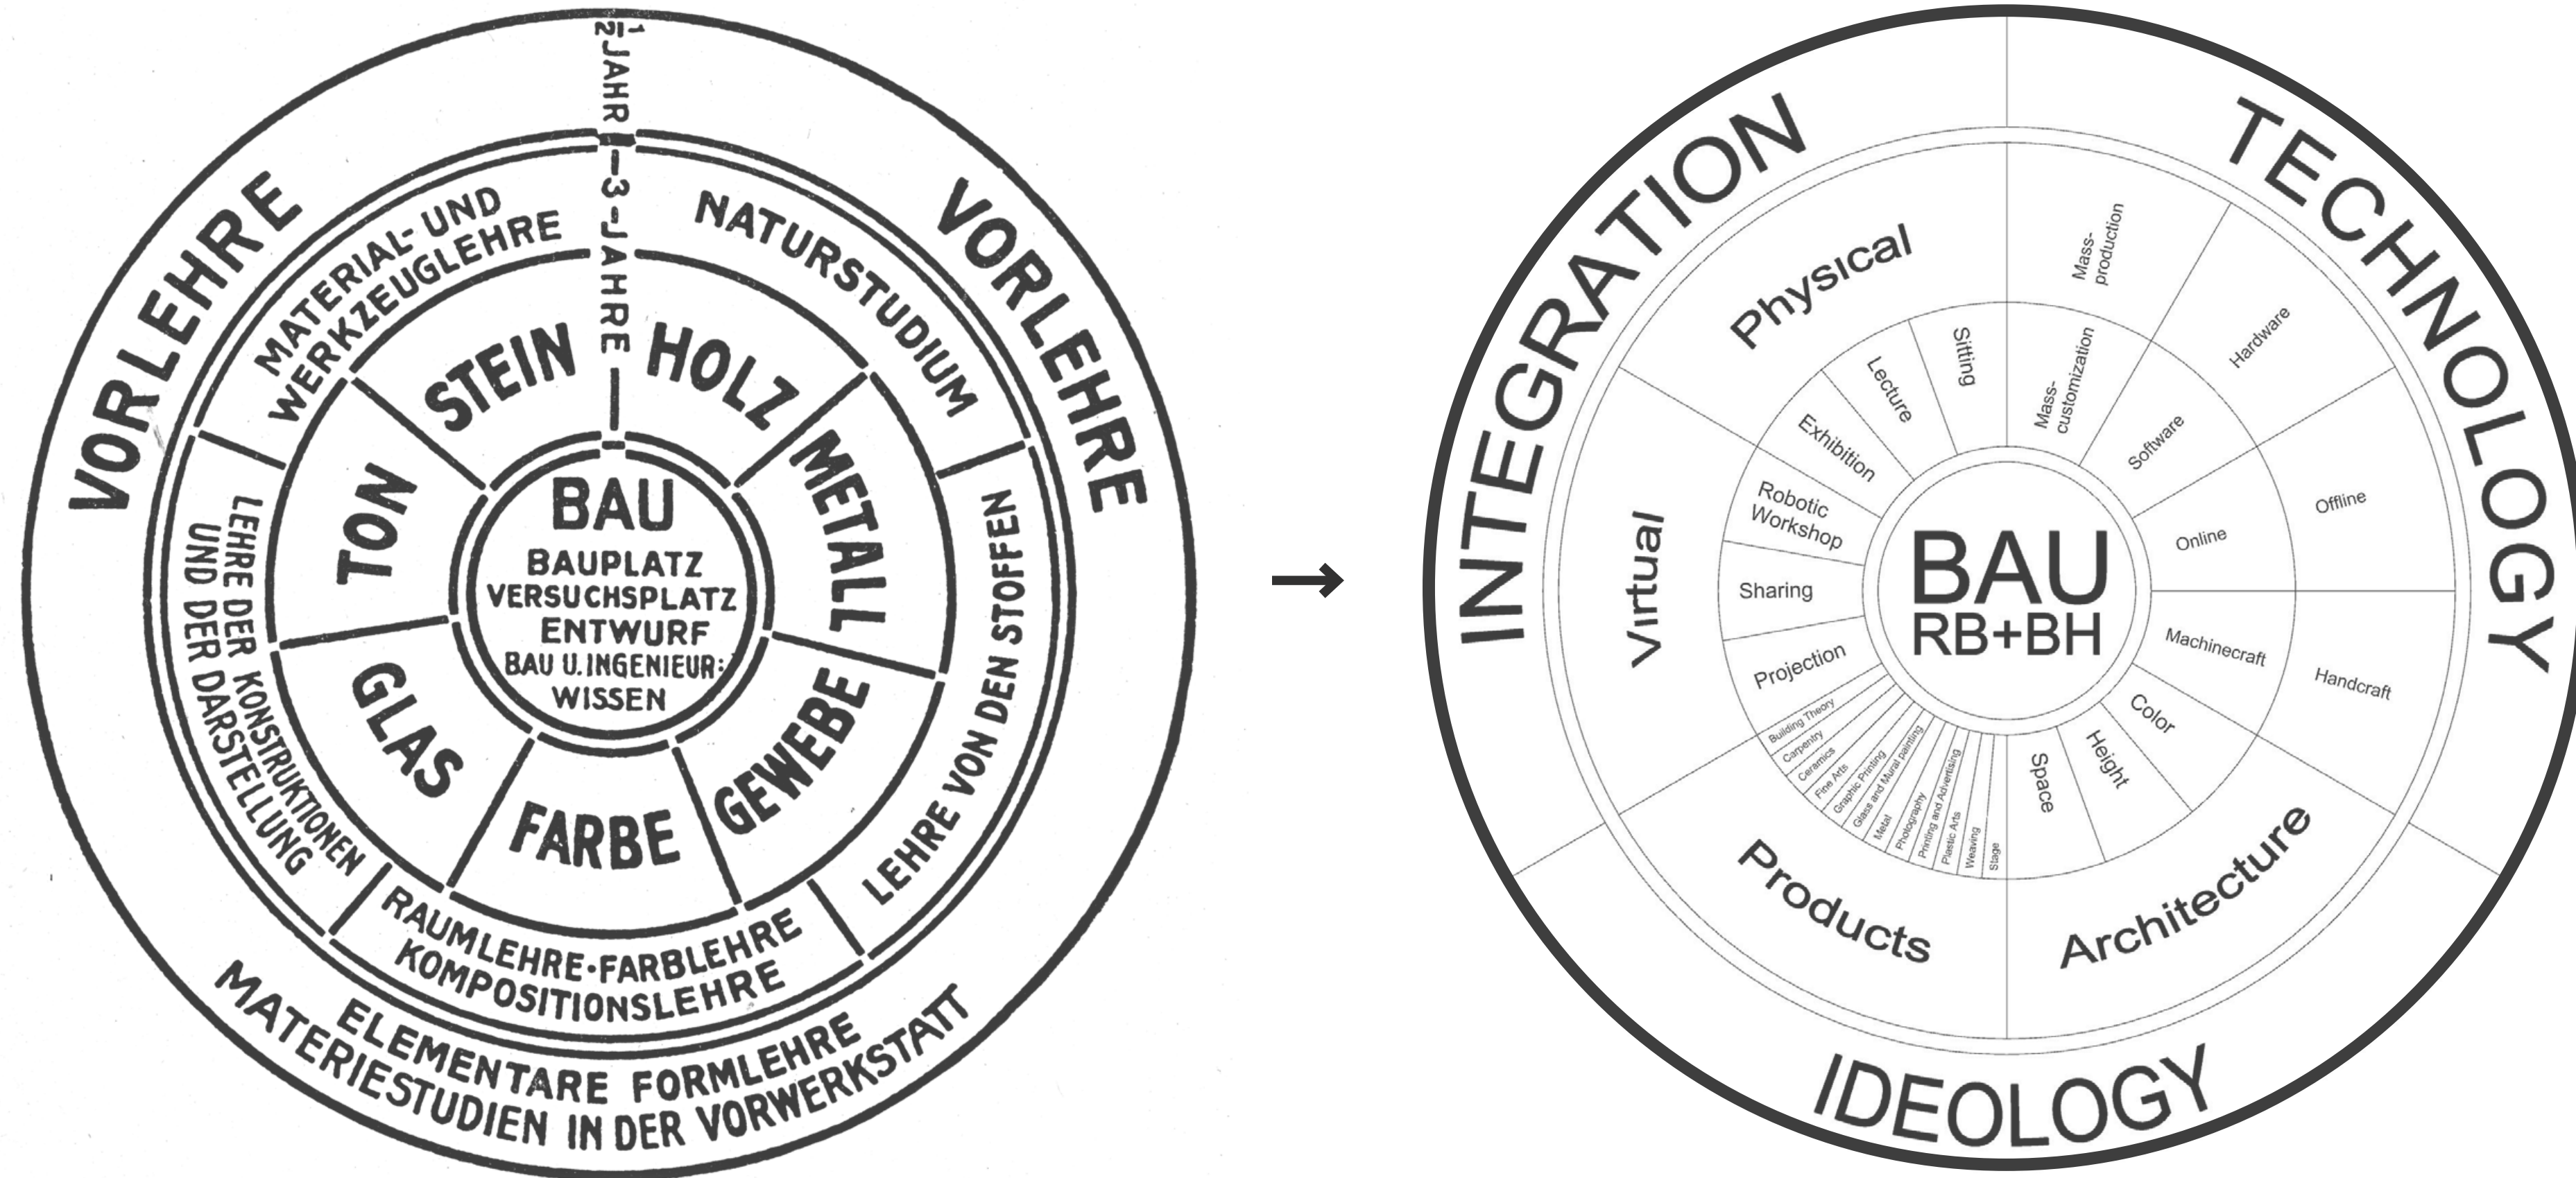 1/2 JAHR
3-JAHRE
VORLEHRE
VORLEHRE
ELEMENTARE FORMLEHRE
MATERIESTUDIEN IN DER VORWERKSTATT
MATERIAL- UND
WERKZEUGLEHRE
NATURSTUDIUM
LEHRE VON DEN STOFFEN
RAUMLEHRE·FARBLEHRE
KOMPOSITIONSLEHRE
LEHRE DER KONSTRUKTIONEN
UND DER DARSTELLUNG
STEIN
HOLZ
METALL
GEWEBE
FARBE
GLAS
TON
BAU
BAUPLATZ
VERSUCHSPLATZ
ENTWURF
BAU U. INGENIEUR:
WISSEN
→
INTEGRATION
TECHNOLOGY
IDEOLOGY
Physical
Virtual
Products
Architecture
Mass-
production
Hardware
Offline
Handcraft
Mass-
customization
Software
Online
Machinecraft
Color
Height
Space
Stage
Weaving
Plastic Arts
Printing and Advertising
Photography
Metal
Glass and Mural painting
Graphic Printing
Fine Arts
Ceramics
Carpentry
Building Theory
Projection
Sharing
Robotic
Workshop
Exhibition
Lecture
Sitting
BAU
RB+BH